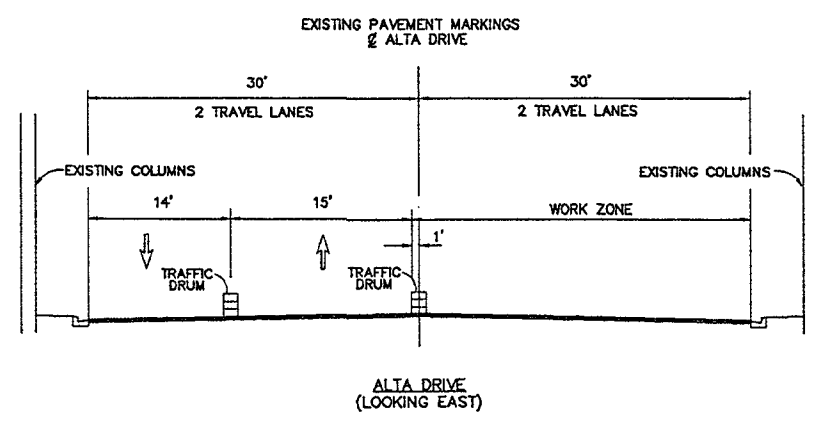 EXISTING PAVEMENT MARKINGS
℄ ALTA DRIVE
30'
30'
2 TRAVEL LANES
2 TRAVEL LANES
EXISTING COLUMNS
EXISTING COLUMNS
14'
15'
WORK ZONE
1'
TRAFFIC
DRUM
TRAFFIC
DRUM
ALTA DRIVE
(LOOKING EAST)